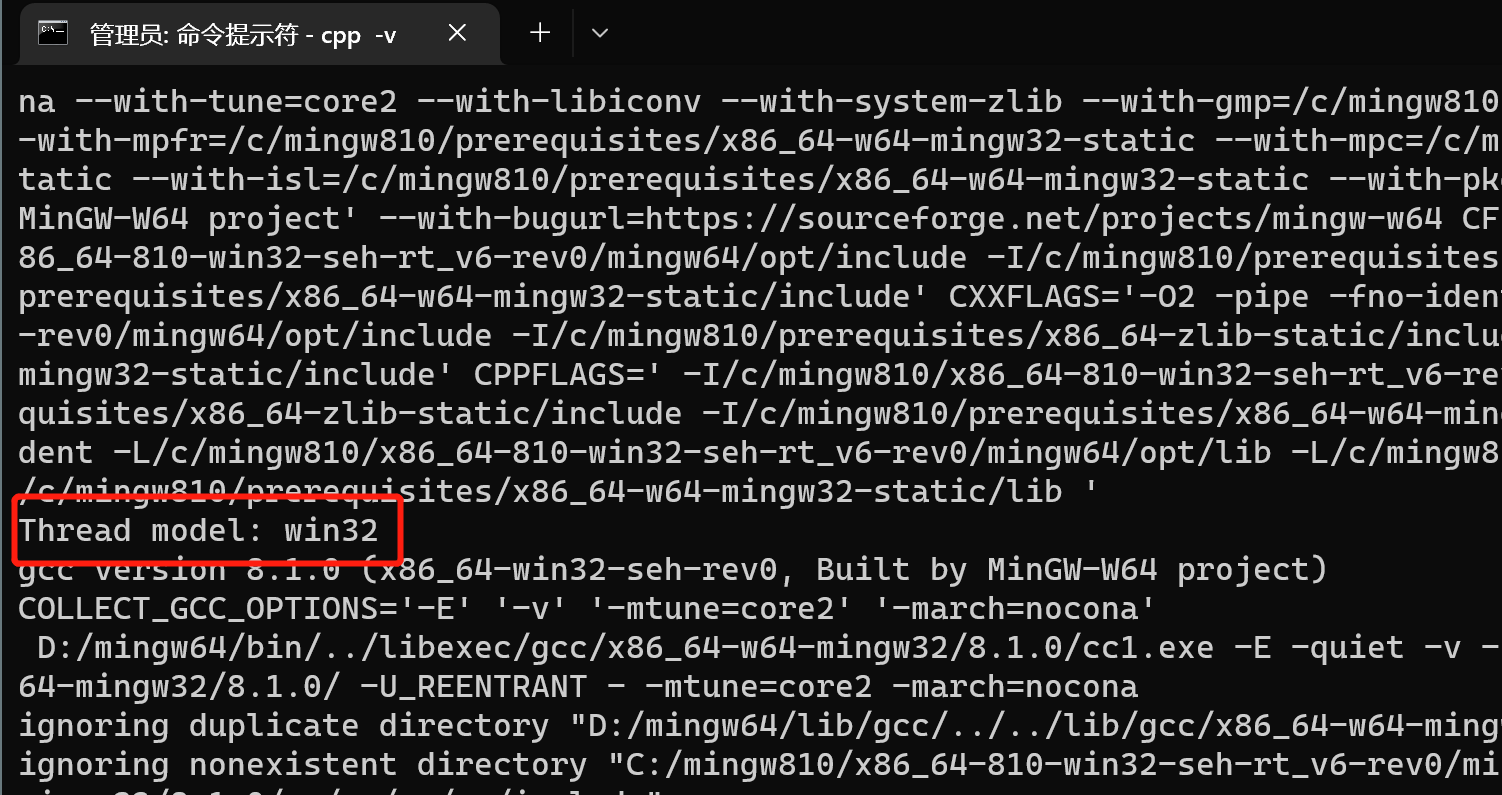 管理员: 命令提示符 - cpp -v
na --with-tune=core2 --with-libiconv --with-system-zlib --with-gmp=/c/mingw810
-with-mpfr=/c/mingw810/prerequisites/x86_64-w64-mingw32-static --with-mpc=/c/m
tatic --with-isl=/c/mingw810/prerequisites/x86_64-w64-mingw32-static --with-pk
MinGW-W64 project' --with-bugurl=https://sourceforge.net/projects/mingw-w64 CF
86_64-810-win32-seh-rt_v6-rev0/mingw64/opt/include -I/c/mingw810/prerequisites
prerequisites/x86_64-w64-mingw32-static/include' CXXFLAGS='-O2 -pipe -fno-iden
-rev0/mingw64/opt/include -I/c/mingw810/prerequisites/x86_64-zlib-static/inclu
mingw32-static/include' CPPFLAGS=' -I/c/mingw810/x86_64-810-win32-seh-rt_v6-re
quisites/x86_64-zlib-static/include -I/c/mingw810/prerequisites/x86_64-w64-min
dent -L/c/mingw810/x86_64-810-win32-seh-rt_v6-rev0/mingw64/opt/lib -L/c/mingw8
/c/mingw810/prerequisites/x86_64-w64-mingw32-static/lib '
Thread model: win32
gcc version 8.1.0 (x86_64-win32-seh-rev0, Built by MinGW-W64 project)
COLLECT_GCC_OPTIONS='-E' '-v' '-mtune=core2' '-march=nocona'
D:/mingw64/bin/../libexec/gcc/x86_64-w64-mingw32/8.1.0/cc1.exe -E -quiet -v -
64-mingw32/8.1.0/ -U_REENTRANT - -mtune=core2 -march=nocona
ignoring duplicate directory "D:/mingw64/lib/gcc/../../lib/gcc/x86_64-w64-ming
ignoring nonexistent directory "C:/mingw810/x86_64-810-win32-seh-rt_v6-rev0/mi